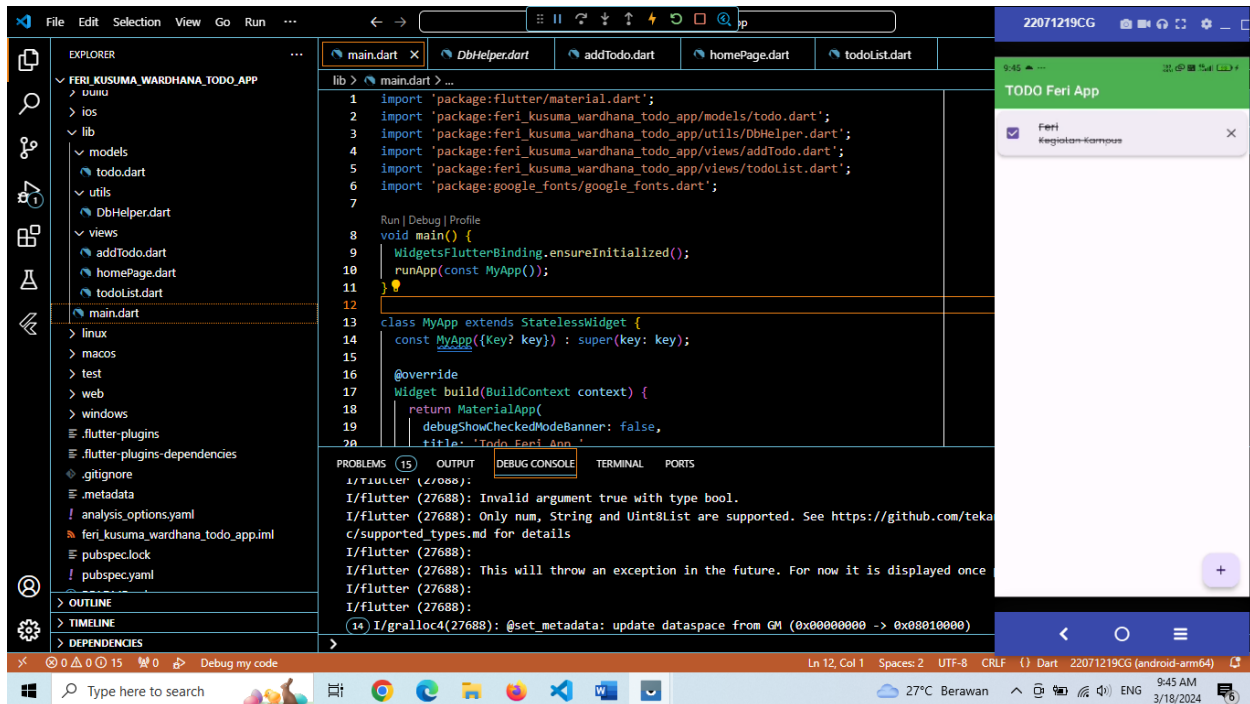 File Edit Selection View Go Run ···
22071219CG
EXPLORER
FERI_KUSUMA_WARDHANA_TODO_APP
build
ios
lib
models
todo.dart
utils
DbHelper.dart
views
addTodo.dart
homePage.dart
todoList.dart
main.dart
linux
macos
test
web
windows
.flutter-plugins
.flutter-plugins-dependencies
.gitignore
.metadata
analysis_options.yaml
feri_kusuma_wardhana_todo_app.iml
pubspec.lock
pubspec.yaml
OUTLINE
TIMELINE
DEPENDENCIES
main.dart DbHelper.dart addTodo.dart homePage.dart todoList.dart
lib > main.dart > ...
1 import 'package:flutter/material.dart';
2 import 'package:feri_kusuma_wardhana_todo_app/models/todo.dart';
3 import 'package:feri_kusuma_wardhana_todo_app/utils/DbHelper.dart';
4 import 'package:feri_kusuma_wardhana_todo_app/views/addTodo.dart';
5 import 'package:feri_kusuma_wardhana_todo_app/views/todoList.dart';
6 import 'package:google_fonts/google_fonts.dart';
7
Run | Debug | Profile
8 void main() {
9 WidgetsFlutterBinding.ensureInitialized();
10 runApp(const MyApp());
11 }
12
13 class MyApp extends StatelessWidget {
14 const MyApp({Key? key}) : super(key: key);
15
16 @override
17 Widget build(BuildContext context) {
18 return MaterialApp(
19 debugShowCheckedModeBanner: false,
20 title: 'Todo Feri App ',
PROBLEMS 15 OUTPUT DEBUG CONSOLE TERMINAL PORTS
I/flutter (27688):
I/flutter (27688): Invalid argument true with type bool.
I/flutter (27688): Only num, String and Uint8List are supported. See https://github.com/teka
c/supported_types.md for details
I/flutter (27688):
I/flutter (27688): This will throw an exception in the future. For now it is displayed once
I/flutter (27688):
I/flutter (27688):
14 I/gralloc4(27688): @set_metadata: update dataspace from GM (0x00000000 -> 0x08010000)
9:45
TODO Feri App
Feri
Kegiatan Kampus
0 0 15 0 Debug my code Ln 12, Col 1 Spaces: 2 UTF-8 CRLF {} Dart 22071219CG (android-arm64)
Type here to search 27°C Berawan ENG 9:45 AM
3/18/2024 6